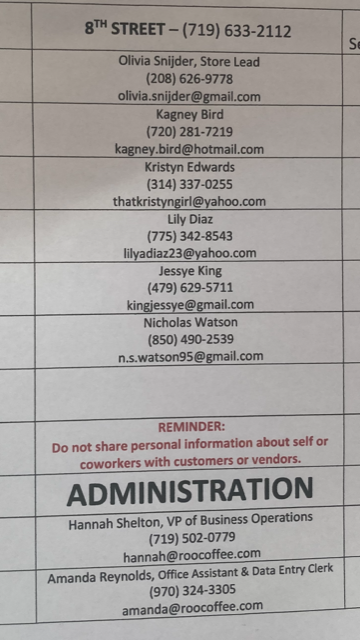 8TH STREET – (719) 633-2112
Olivia Snijder, Store Lead
(208) 626-9778
olivia.snijder@gmail.com
Kagney Bird
(720) 281-7219
kagney.bird@hotmail.com
Kristyn Edwards
(314) 337-0255
thatkristyngirl@yahoo.com
Lily Diaz
(775) 342-8543
lilyadiaz23@yahoo.com
Jessye King
(479) 629-5711
kingjessye@gmail.com
Nicholas Watson
(850) 490-2539
n.s.watson95@gmail.com
REMINDER:
Do not share personal information about self or
coworkers with customers or vendors.
ADMINISTRATION
Hannah Shelton, VP of Business Operations
(719) 502-0779
hannah@roocoffee.com
Amanda Reynolds, Office Assistant & Data Entry Clerk
(970) 324-3305
amanda@roocoffee.com